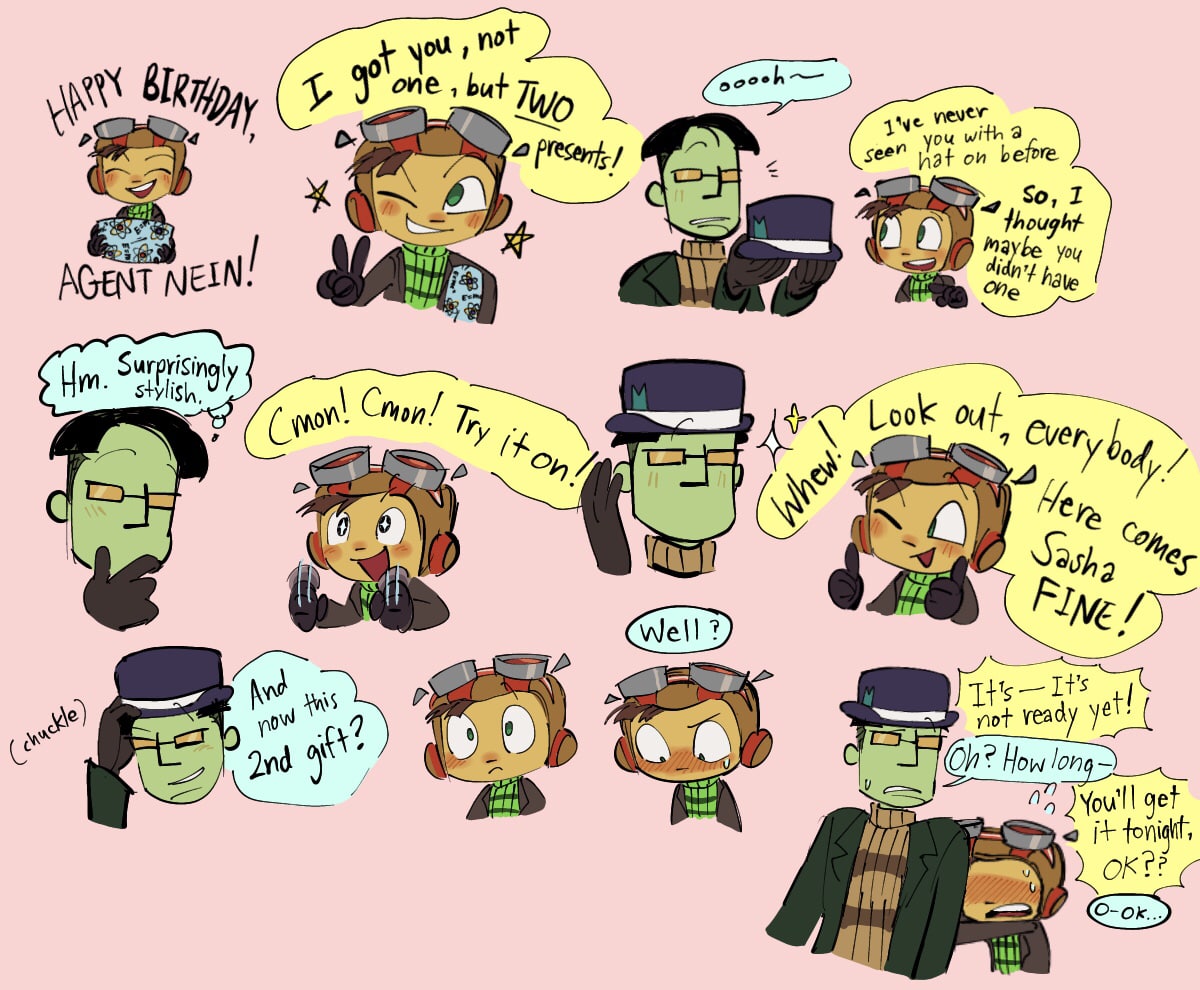 HAPPY BIRTHDAY,
AGENT NEIN!
I got you, not
one, but TWO
presents!
ooooh~
I've never
seen you with a
hat on before
So, I
thought
maybe you
didn't have
one
Hm. Surprisingly
stylish.
Cmon! Cmon! Try it on!
Whew!
Look out, everybody!
Here comes
Sasha
FINE!
(chuckle)
And
now this
2nd gift?
Well?
It's — It's
not ready yet!
Oh? How long-
You'll get
it tonight,
OK??
O-OK...